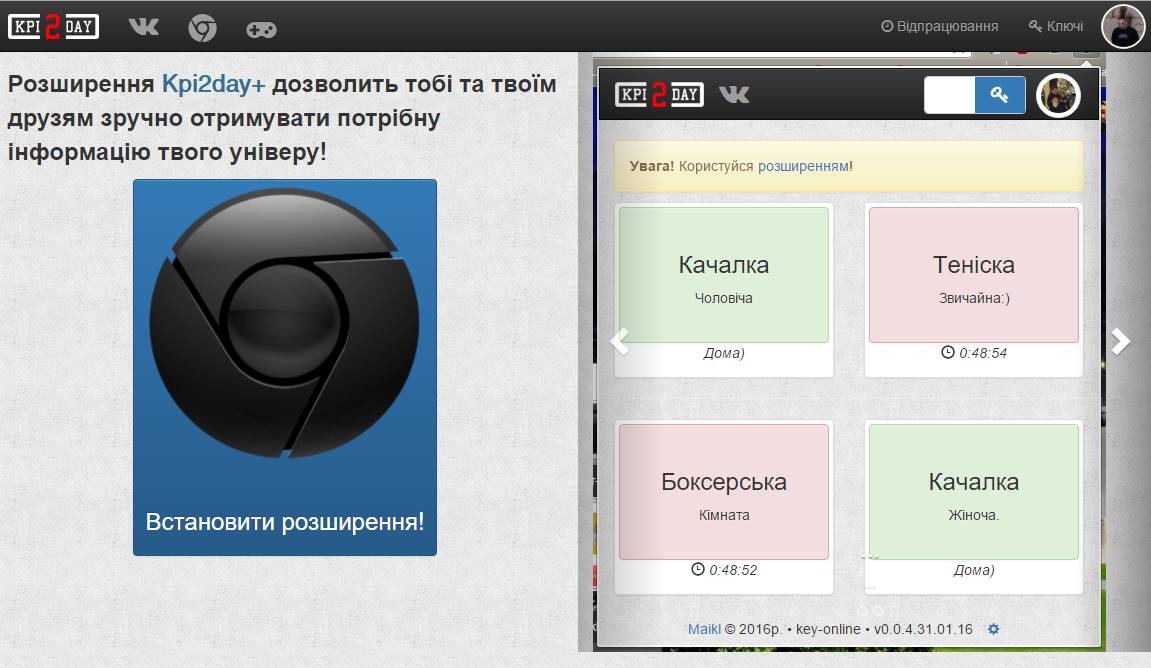 KPI 2 DAY
Відпрацювання
Ключі
Розширення Kpi2day+ дозволить тобі та твоїм
друзям зручно отримувати потрібну
інформацію твого універу!
Встановити розширення!
KPI 2 DAY
Увага! Користуйся розширенням!
Качалка
Чоловіча
Дома)
Теніска
Звичайна:)
0:48:54
Боксерська
Кімната
0:48:52
Качалка
Жіноча.
Дома)
Maikl © 2016р. • key-online • v0.0.4.31.01.16